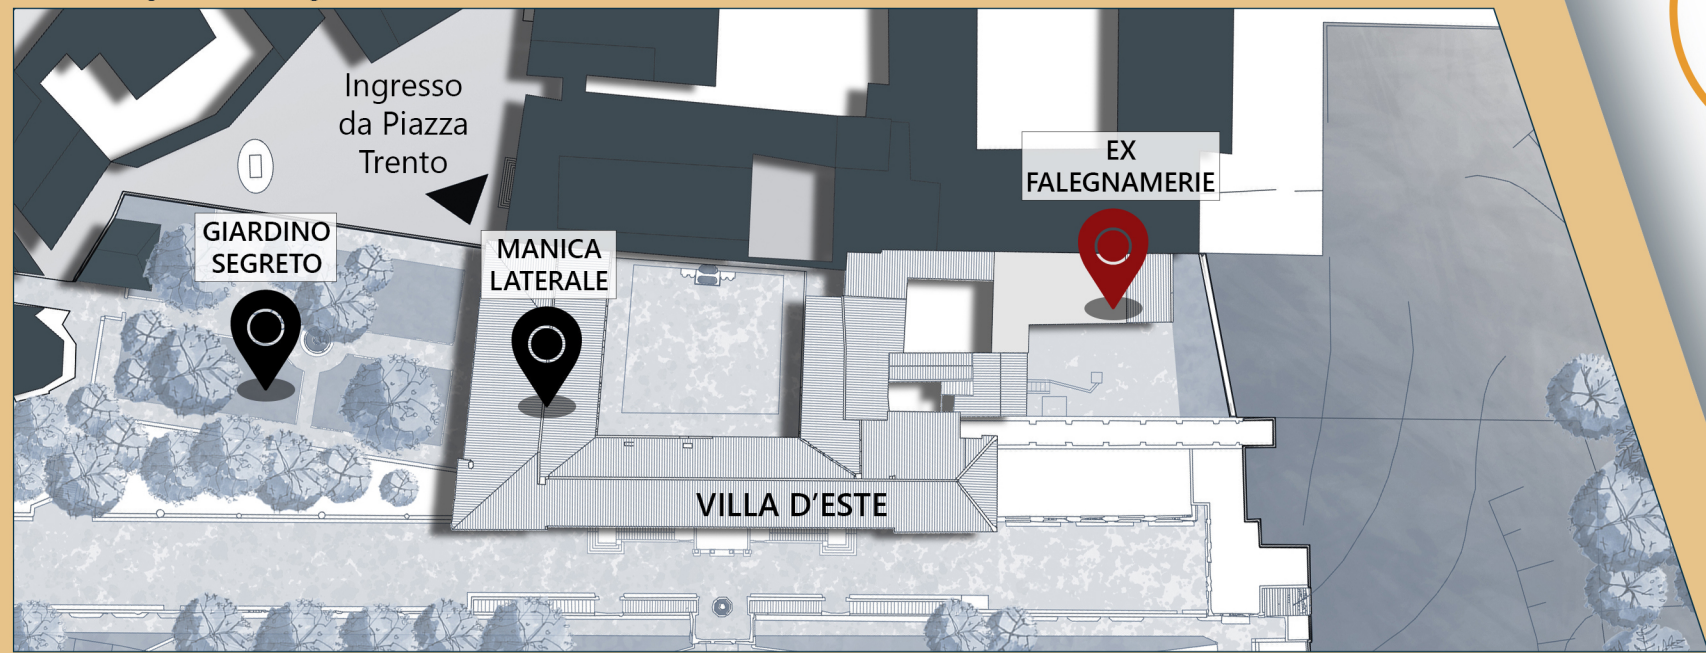 Ingresso
da Piazza
Trento
EX
FALEGNAMERIE
GIARDINO
SEGRETO
MANICA
LATERALE
VILLA D'ESTE